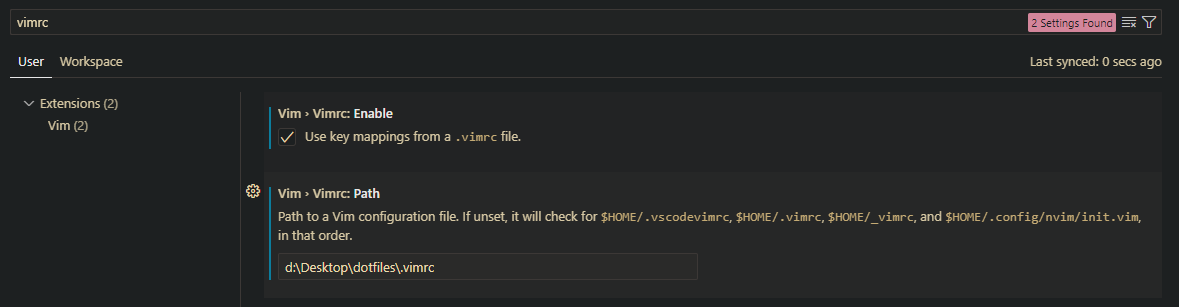 vimrc
2 Settings Found
User Workspace
Last synced: 0 secs ago
Extensions (2)
Vim (2)
Vim › Vimrc: Enable
Use key mappings from a .vimrc file.
Vim › Vimrc: Path
Path to a Vim configuration file. If unset, it will check for $HOME/.vscodevimrc, $HOME/.vimrc, $HOME/_vimrc, and $HOME/.config/nvim/init.vim,
in that order.
d:\Desktop\dotfiles\.vimrc